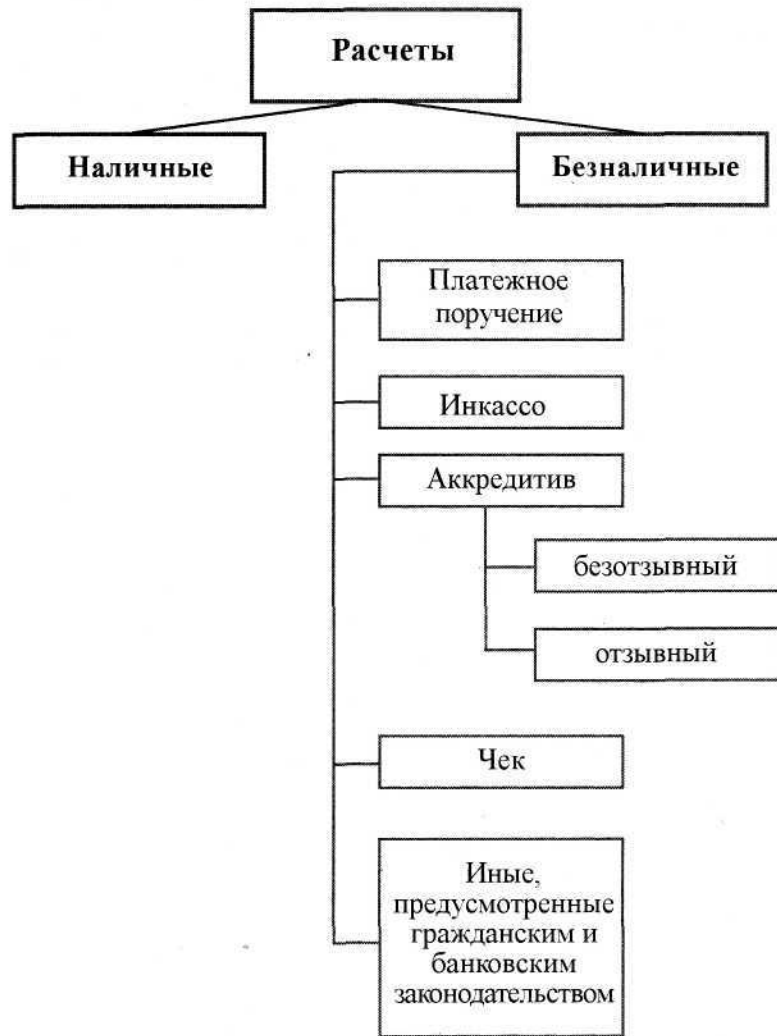 Расчеты
Наличные
Безналичные
Платежное
поручение
Инкассо
Аккредитив
безотзывный
отзывный
Чек
Иные,
предусмотренные
гражданским и
банковским
законодательством